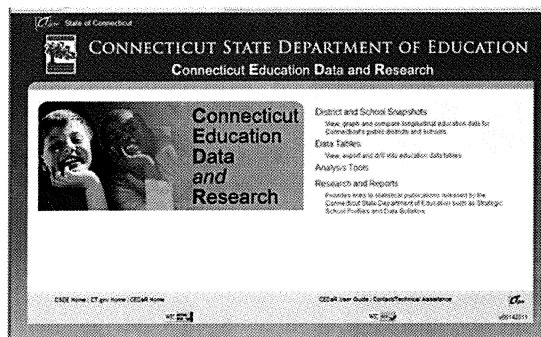 CT.gov State of Connecticut
CONNECTICUT STATE DEPARTMENT OF EDUCATION
Connecticut Education Data and Research
Connecticut
Education
Data
and
Research
District and School Snapshots
View, graph and compare longitudinal education data for
Connecticut's public districts and schools.
Data Tables
View, export and drill into education data tables.
Analysis Tools
Research and Reports
Provides links to statistical publications released by the
Connecticut State Department of Education such as Strategic
School Profiles and Data Bulletins.
CSDE Home | CT.gov Home | CEDaR Home
CEDaR User Guide | Contact/Technical Assistance